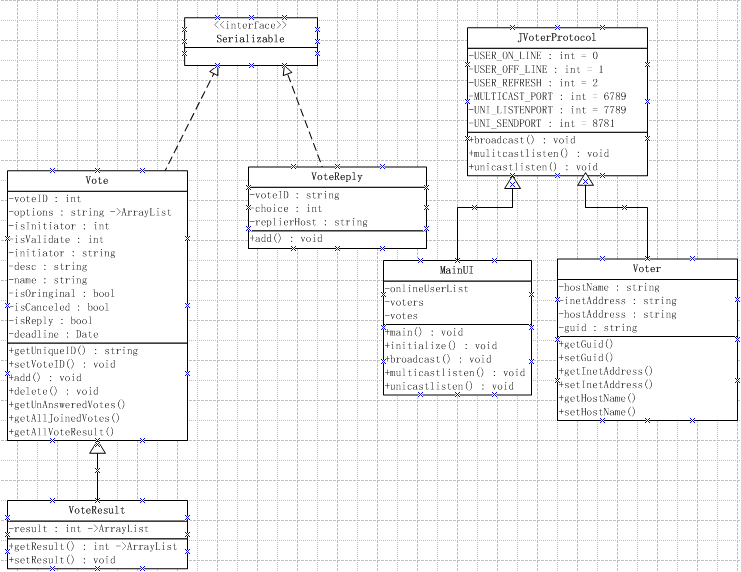 <<interface>>
Serializable
JVoterProtocol
-USER_ON_LINE : int = 0
-USER_OFF_LINE : int = 1
-USER_REFRESH : int = 2
-MULTICAST_PORT : int = 6789
-UNI_LISTENPORT : int = 7789
-UNI_SENDPORT : int = 8781
+broadcast() : void
+mulitcastlisten() : void
+unicastlisten() : void
Vote
-voteID : int
-options : string ->ArrayList
-isInitiator : int
-isValidate : int
-initiator : string
-desc : string
-name : string
-isOringinal : bool
-isCanceled : bool
-isReply : bool
-deadline : Date
+getUniqueID() : string
+setVoteID() : void
+add() : void
+delete() : void
+getUnAnsweredVotes()
+getAllJoinedVotes()
+getAllVoteResult()
VoteReply
-voteID : string
-choice : int
-replierHost : string
+add() : void
MainUI
-onlineUserList
-voters
-votes
+main() : void
+initialize() : void
+broadcast() : void
+multicastlisten() : void
+unicastlisten() : void
Voter
-hostName : string
-inetAddress : string
-hostAddress : string
-guid : string
+getGuid()
+setGuid()
+getInetAddress()
+setInetAddress()
+getHostName()
+setHostName()
VoteResult
-result : int ->ArrayList
+getResult() : int ->ArrayList
+setResult() : void